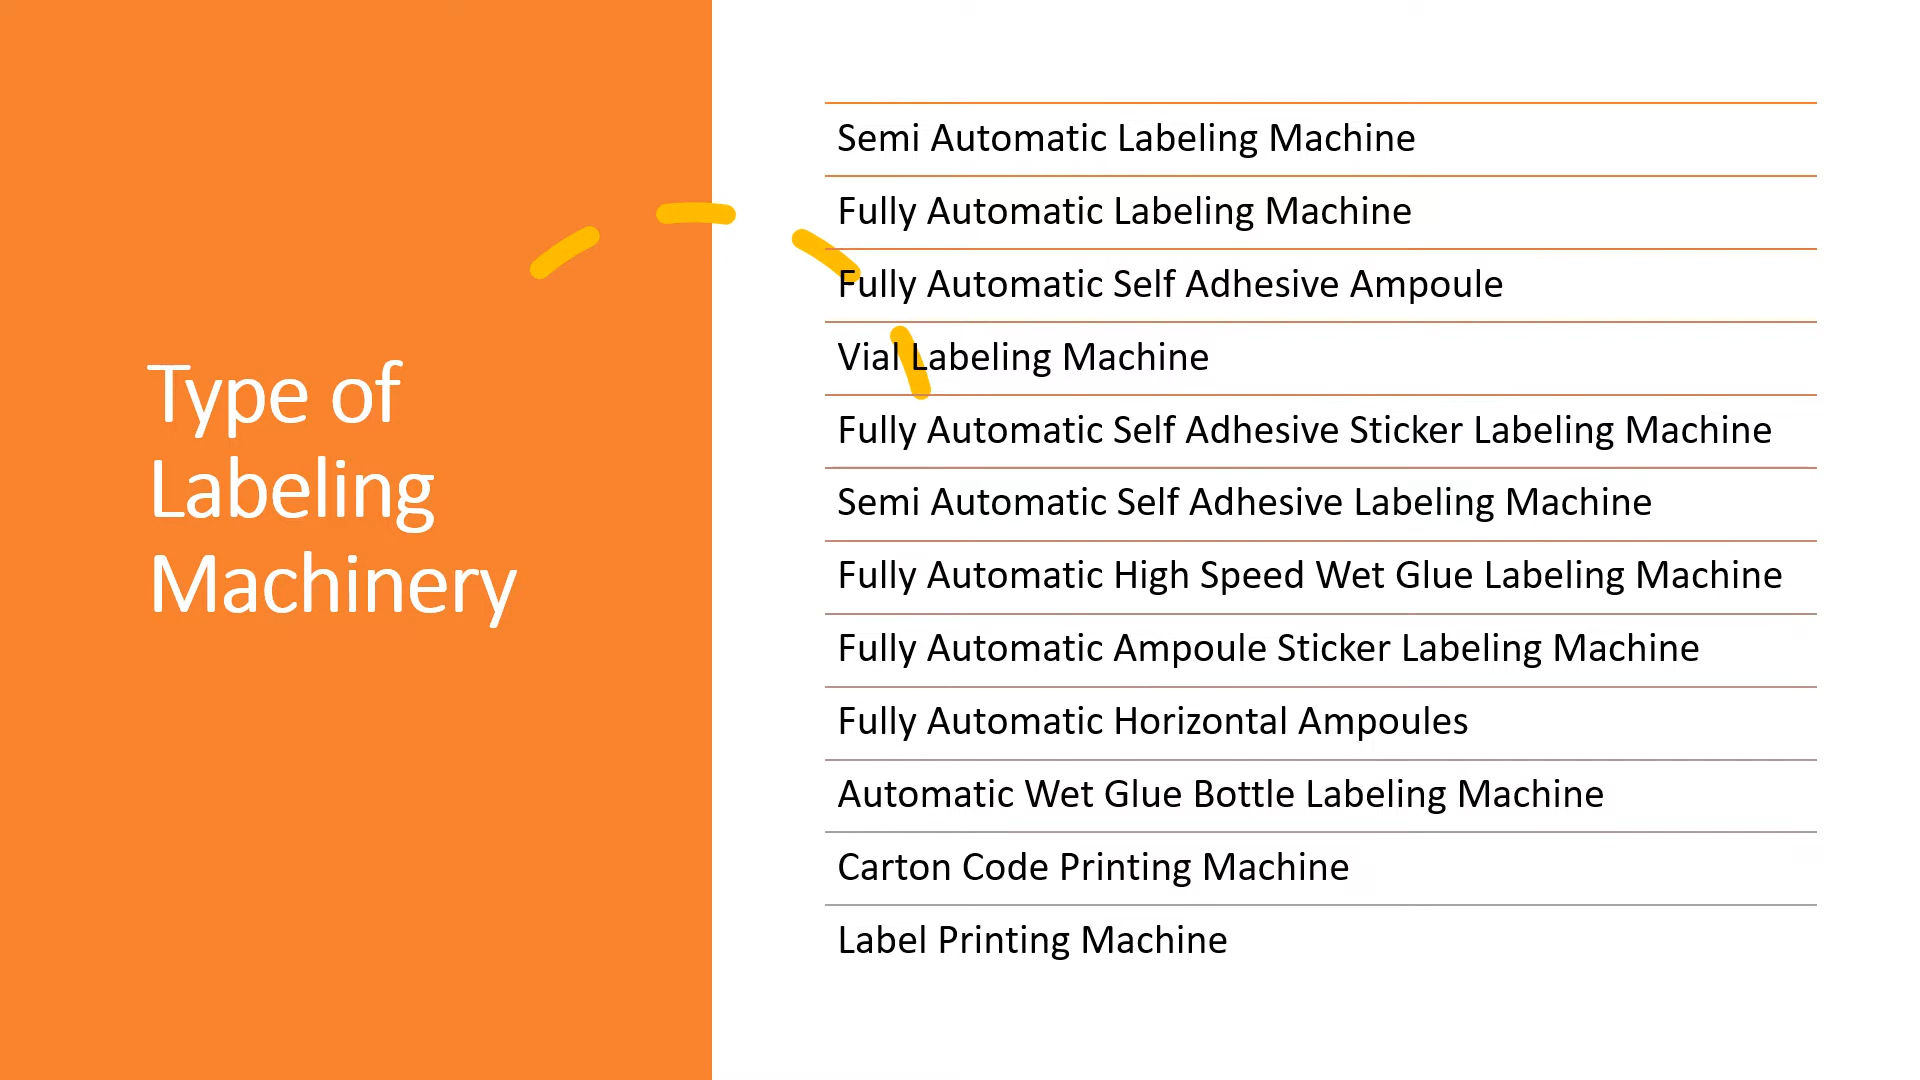 Type of
Labeling
Machinery
Semi Automatic Labeling Machine
Fully Automatic Labeling Machine
Fully Automatic Self Adhesive Ampoule
Vial Labeling Machine
Fully Automatic Self Adhesive Sticker Labeling Machine
Semi Automatic Self Adhesive Labeling Machine
Fully Automatic High Speed Wet Glue Labeling Machine
Fully Automatic Ampoule Sticker Labeling Machine
Fully Automatic Horizontal Ampoules
Automatic Wet Glue Bottle Labeling Machine
Carton Code Printing Machine
Label Printing Machine